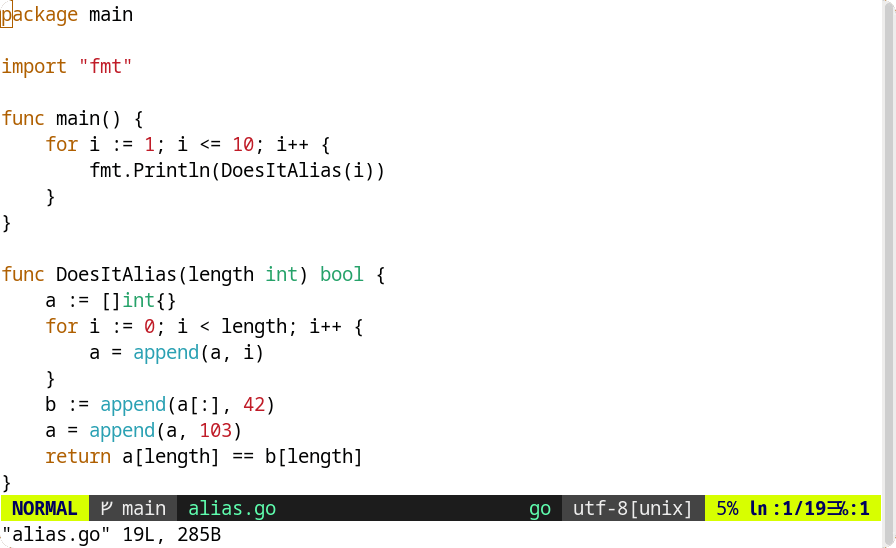 package main

import "fmt"

func main() {
    for i := 1; i <= 10; i++ {
        fmt.Println(DoesItAlias(i))
    }
}

func DoesItAlias(length int) bool {
    a := []int{}
    for i := 0; i < length; i++ {
        a = append(a, i)
    }
    b := append(a[:], 42)
    a = append(a, 103)
    return a[length] == b[length]
}
NORMAL main alias.go go utf-8[unix] 5% ln:1/19☰℅:1
"alias.go" 19L, 285B